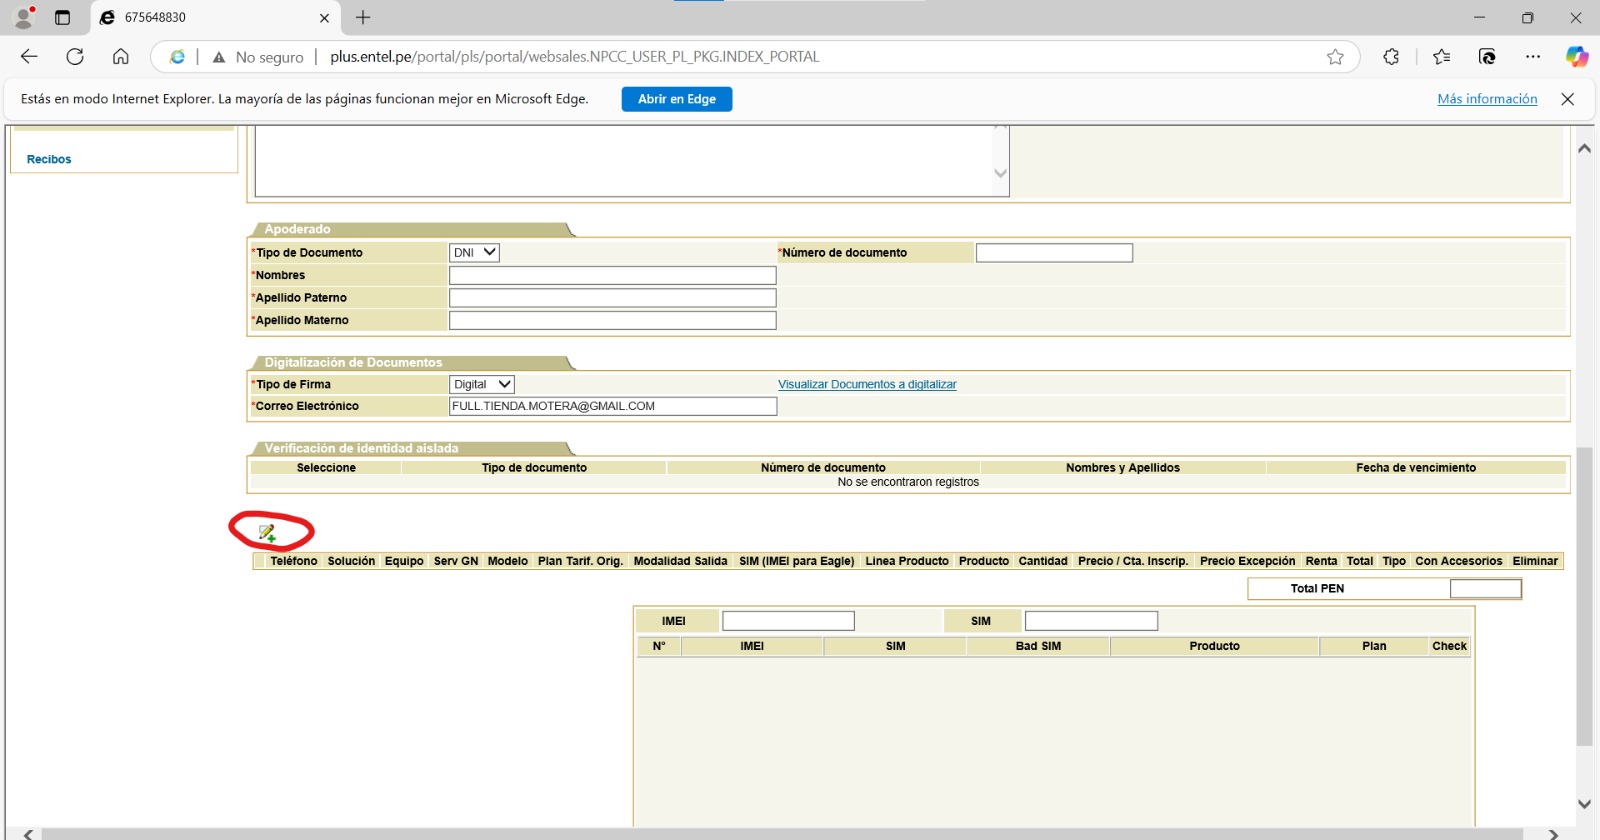 675648830
No seguro
plus.entel.pe/portal/pls/portal/websales.NPCC_USER_PL_PKG.INDEX_PORTAL
Estás en modo Internet Explorer. La mayoría de las páginas funcionan mejor en Microsoft Edge.
Abrir en Edge
Más información
Recibos
Apoderado
*Tipo de Documento DNI *Número de documento
*Nombres
*Apellido Paterno
*Apellido Materno
Digitalización de Documentos
*Tipo de Firma Digital Visualizar Documentos a digitalizar
*Correo Electrónico FULL.TIENDA.MOTERA@GMAIL.COM
Verificación de identidad aislada
Seleccione Tipo de documento Número de documento Nombres y Apellidos Fecha de vencimiento
No se encontraron registros
Teléfono Solución Equipo Serv GN Modelo Plan Tarif. Orig. Modalidad Salida SIM (IMEI para Eagle) Linea Producto Producto Cantidad Precio / Cta. Inscrip. Precio Excepción Renta Total Tipo Con Accesorios Eliminar
Total PEN
IMEI SIM
N° IMEI SIM Bad SIM Producto Plan Check